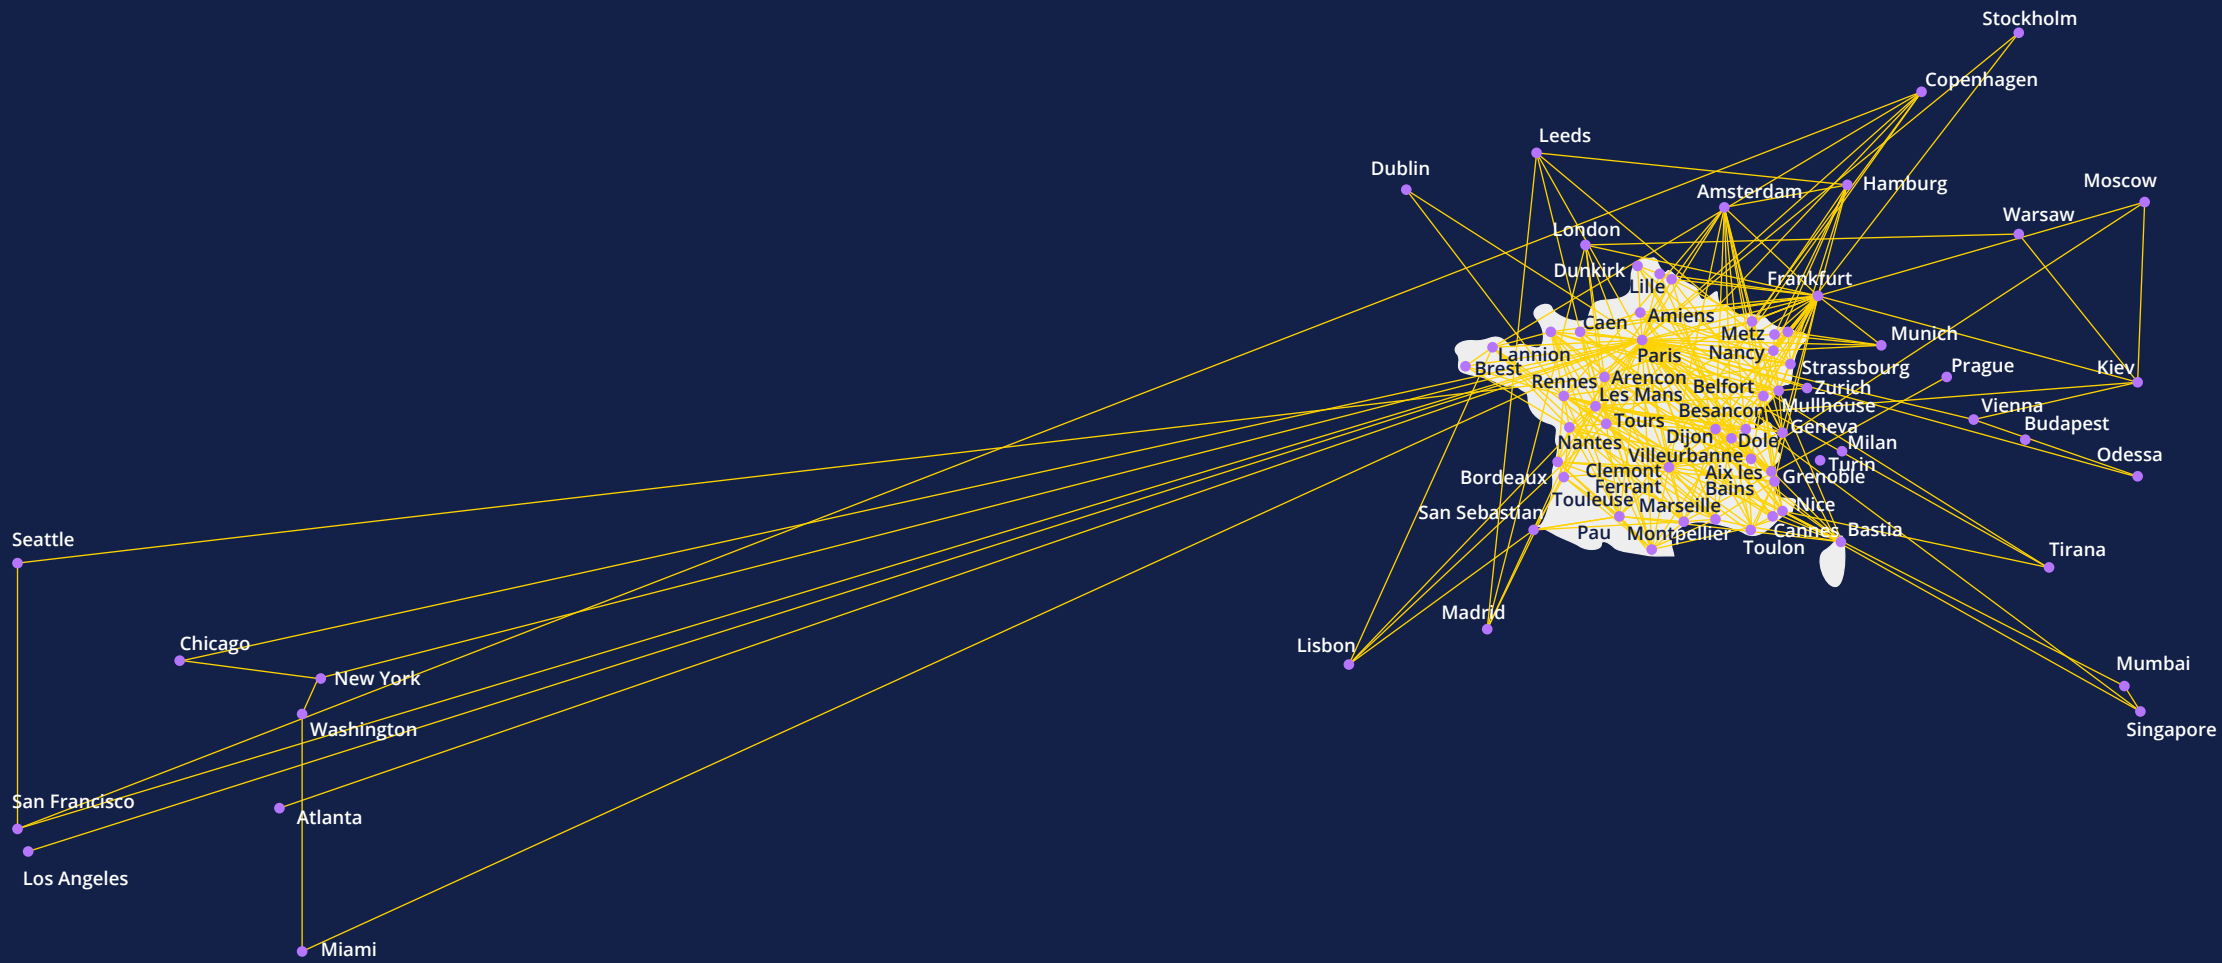 Stockholm
Copenhagen
Leeds
Dublin
Amsterdam
Hamburg
Moscow
Warsaw
London
Dunkirk
Lille
Frankfurt
Caen
Amiens
Metz
Munich
Lannion
Paris
Nancy
Brest
Strassbourg
Prague
Kiev
Rennes
Arencon
Belfort
Zurich
Les Mans
Besancon
Mullhouse
Vienna
Tours
Budapest
Nantes
Dijon
Dole
Geneva
Milan
Odessa
Villeurbanne
Turin
Bordeaux
Clemont
Ferrant
Aix les
Bains
Grenoble
Touleuse
Marseille
Nice
San Sebastian
Pau
Montpellier
Cannes
Bastia
Toulon
Seattle
Tirana
Madrid
Lisbon
Chicago
Mumbai
New York
Washington
Singapore
San Francisco
Atlanta
Los Angeles
Miami